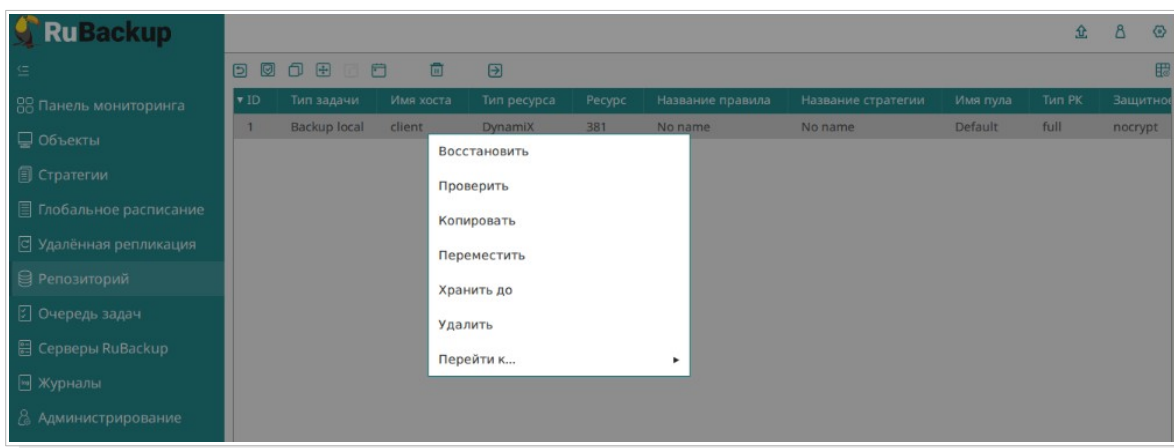 RuBackup
Панель мониторинга
Объекты
Стратегии
Глобальное расписание
Удалённая репликация
Репозиторий
Очередь задач
Серверы RuBackup
Журналы
Администрирование
ID Тип задачи Имя хоста Тип ресурса Ресурс Название правила Название стратегии Имя пула Тип РК Защитно
1 Backup local client DynamiX 381 No name No name Default full nocrypt
Восстановить
Проверить
Копировать
Переместить
Хранить до
Удалить
Перейти к...